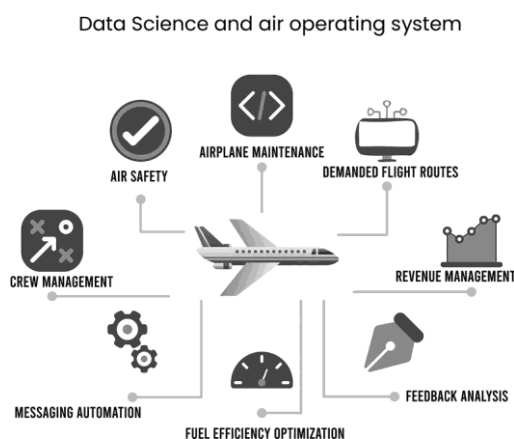 Data Science and air operating system
AIRPLANE MAINTENANCE
AIR SAFETY
DEMANDED FLIGHT ROUTES
CREW MANAGEMENT
REVENUE MANAGEMENT
MESSAGING AUTOMATION
FEEDBACK ANALYSIS
FUEL EFFICIENCY OPTIMIZATION